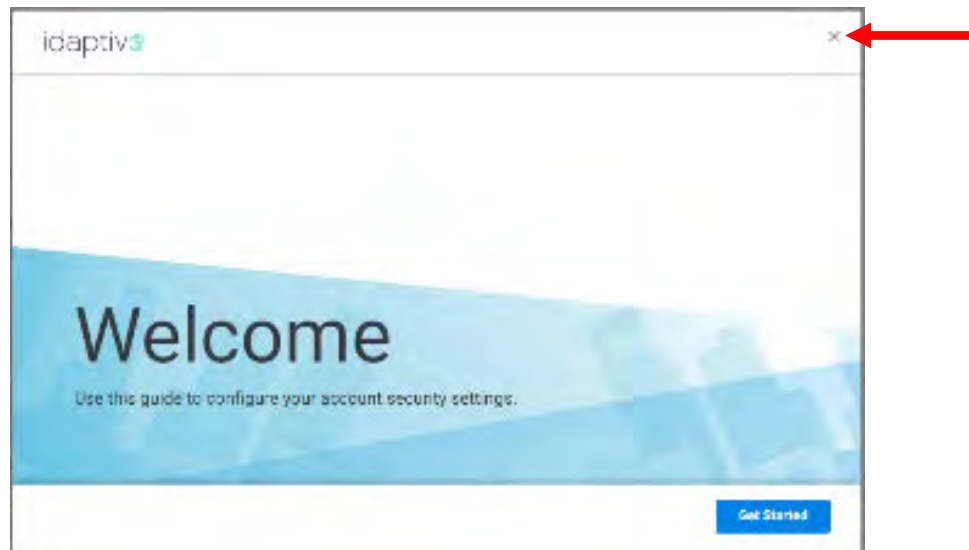 idaptive
×
Welcome
Use this guide to configure your account security settings.
Get Started